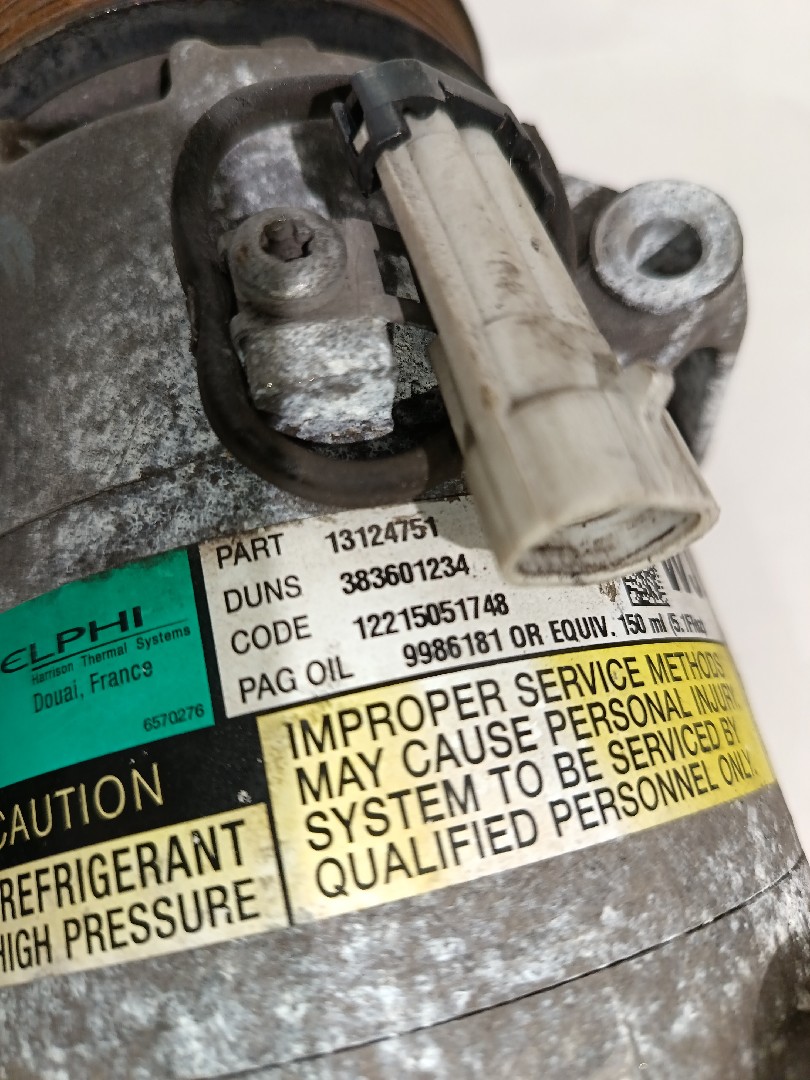 ELPHI
Harrison Thermal Systems
Douai, France
6570276
PART 13124751
DUNS 383601234
CODE 12215051748
PAG OIL 9986181 OR EQUIV. 150 ml
CAUTION
REFRIGERANT
HIGH PRESSURE
IMPROPER SERVICE METHODS
MAY CAUSE PERSONAL INJURY.
SYSTEM TO BE SERVICED BY
QUALIFIED PERSONNEL ONLY.